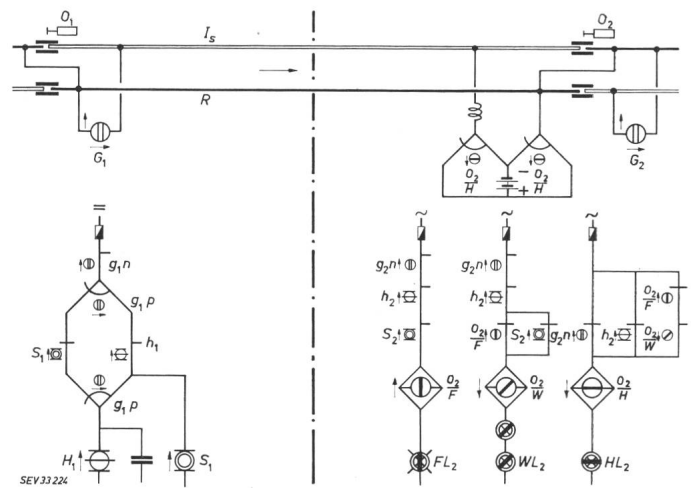 O₁
Iₛ
O₂
R
G₁
G₂
O₂/H
− +
O₂/H
=
~
~
~
g₁n
g₁p
S₁
h₁
g₁p
H₁
S₁
g₂n
g₂n
h₂
h₂
S₂
O₂/F
S₂
g₂n
h₂
O₂/F
O₂/W
O₂/F
O₂/W
O₂/H
FL₂
WL₂
HL₂
SEV 33 224